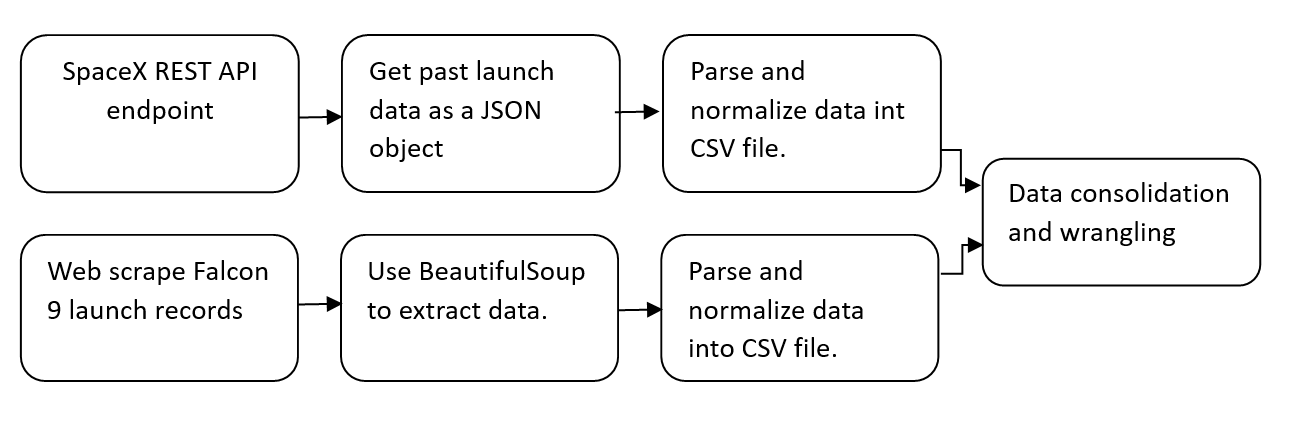 SpaceX REST API
endpoint
Get past launch
data as a JSON
object
Parse and
normalize data int
CSV file.
Data consolidation
and wrangling
Web scrape Falcon
9 launch records
Use BeautifulSoup
to extract data.
Parse and
normalize data
into CSV file.